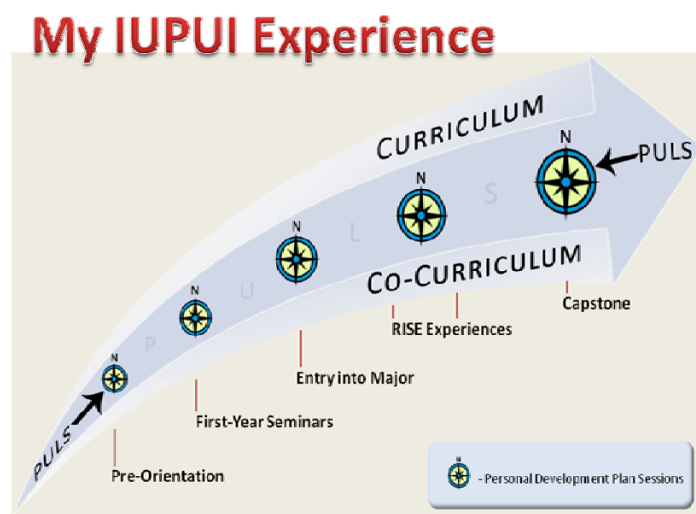 My IUPUI Experience
CURRICULUM
N
PULS
N
S
N
L
CO-CURRICULUM
N
U
Capstone
RISE Experiences
P
N
Entry into Major
First-Year Seminars
PULS
Pre-Orientation
N
- Personal Development Plan Sessions